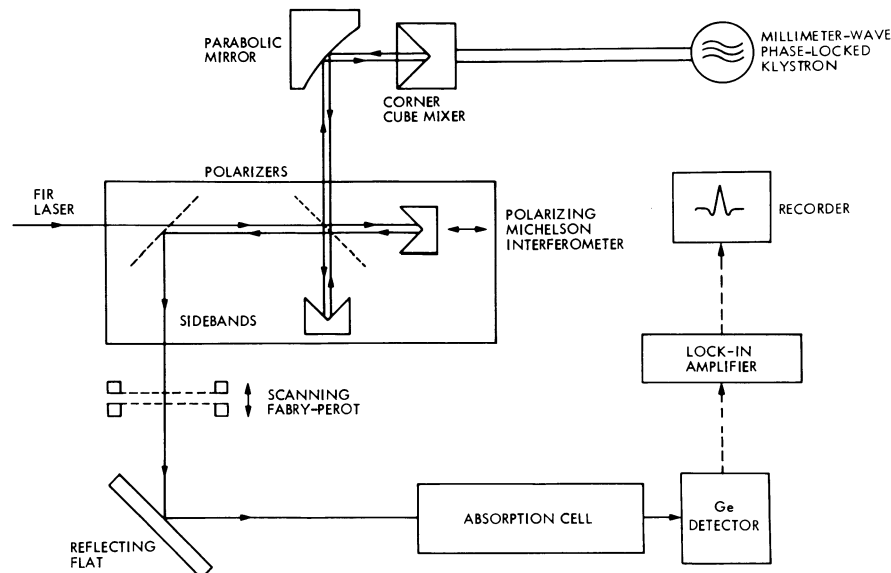 PARABOLIC
MIRROR
CORNER
CUBE MIXER
MILLIMETER-WAVE
PHASE-LOCKED
KLYSTRON
POLARIZERS
FIR
LASER
POLARIZING
MICHELSON
INTERFEROMETER
RECORDER
SIDEBANDS
LOCK-IN
AMPLIFIER
SCANNING
FABRY-PEROT
ABSORPTION CELL
Ge
DETECTOR
REFLECTING
FLAT